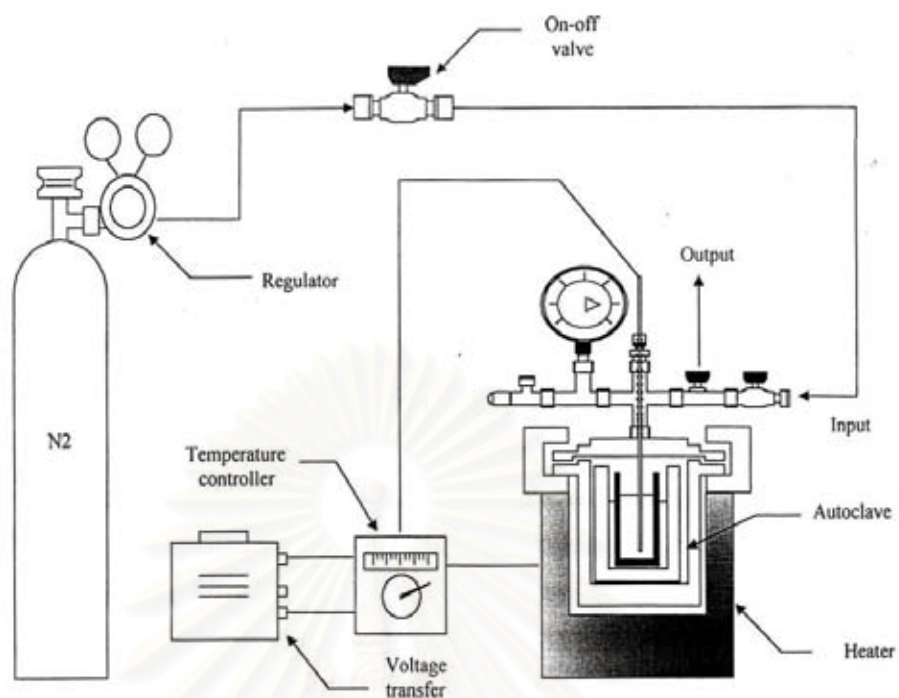 On-off
valve
Regulator
Output
N2
Input
Temperature
controller
Autoclave
Heater
Voltage
transfer